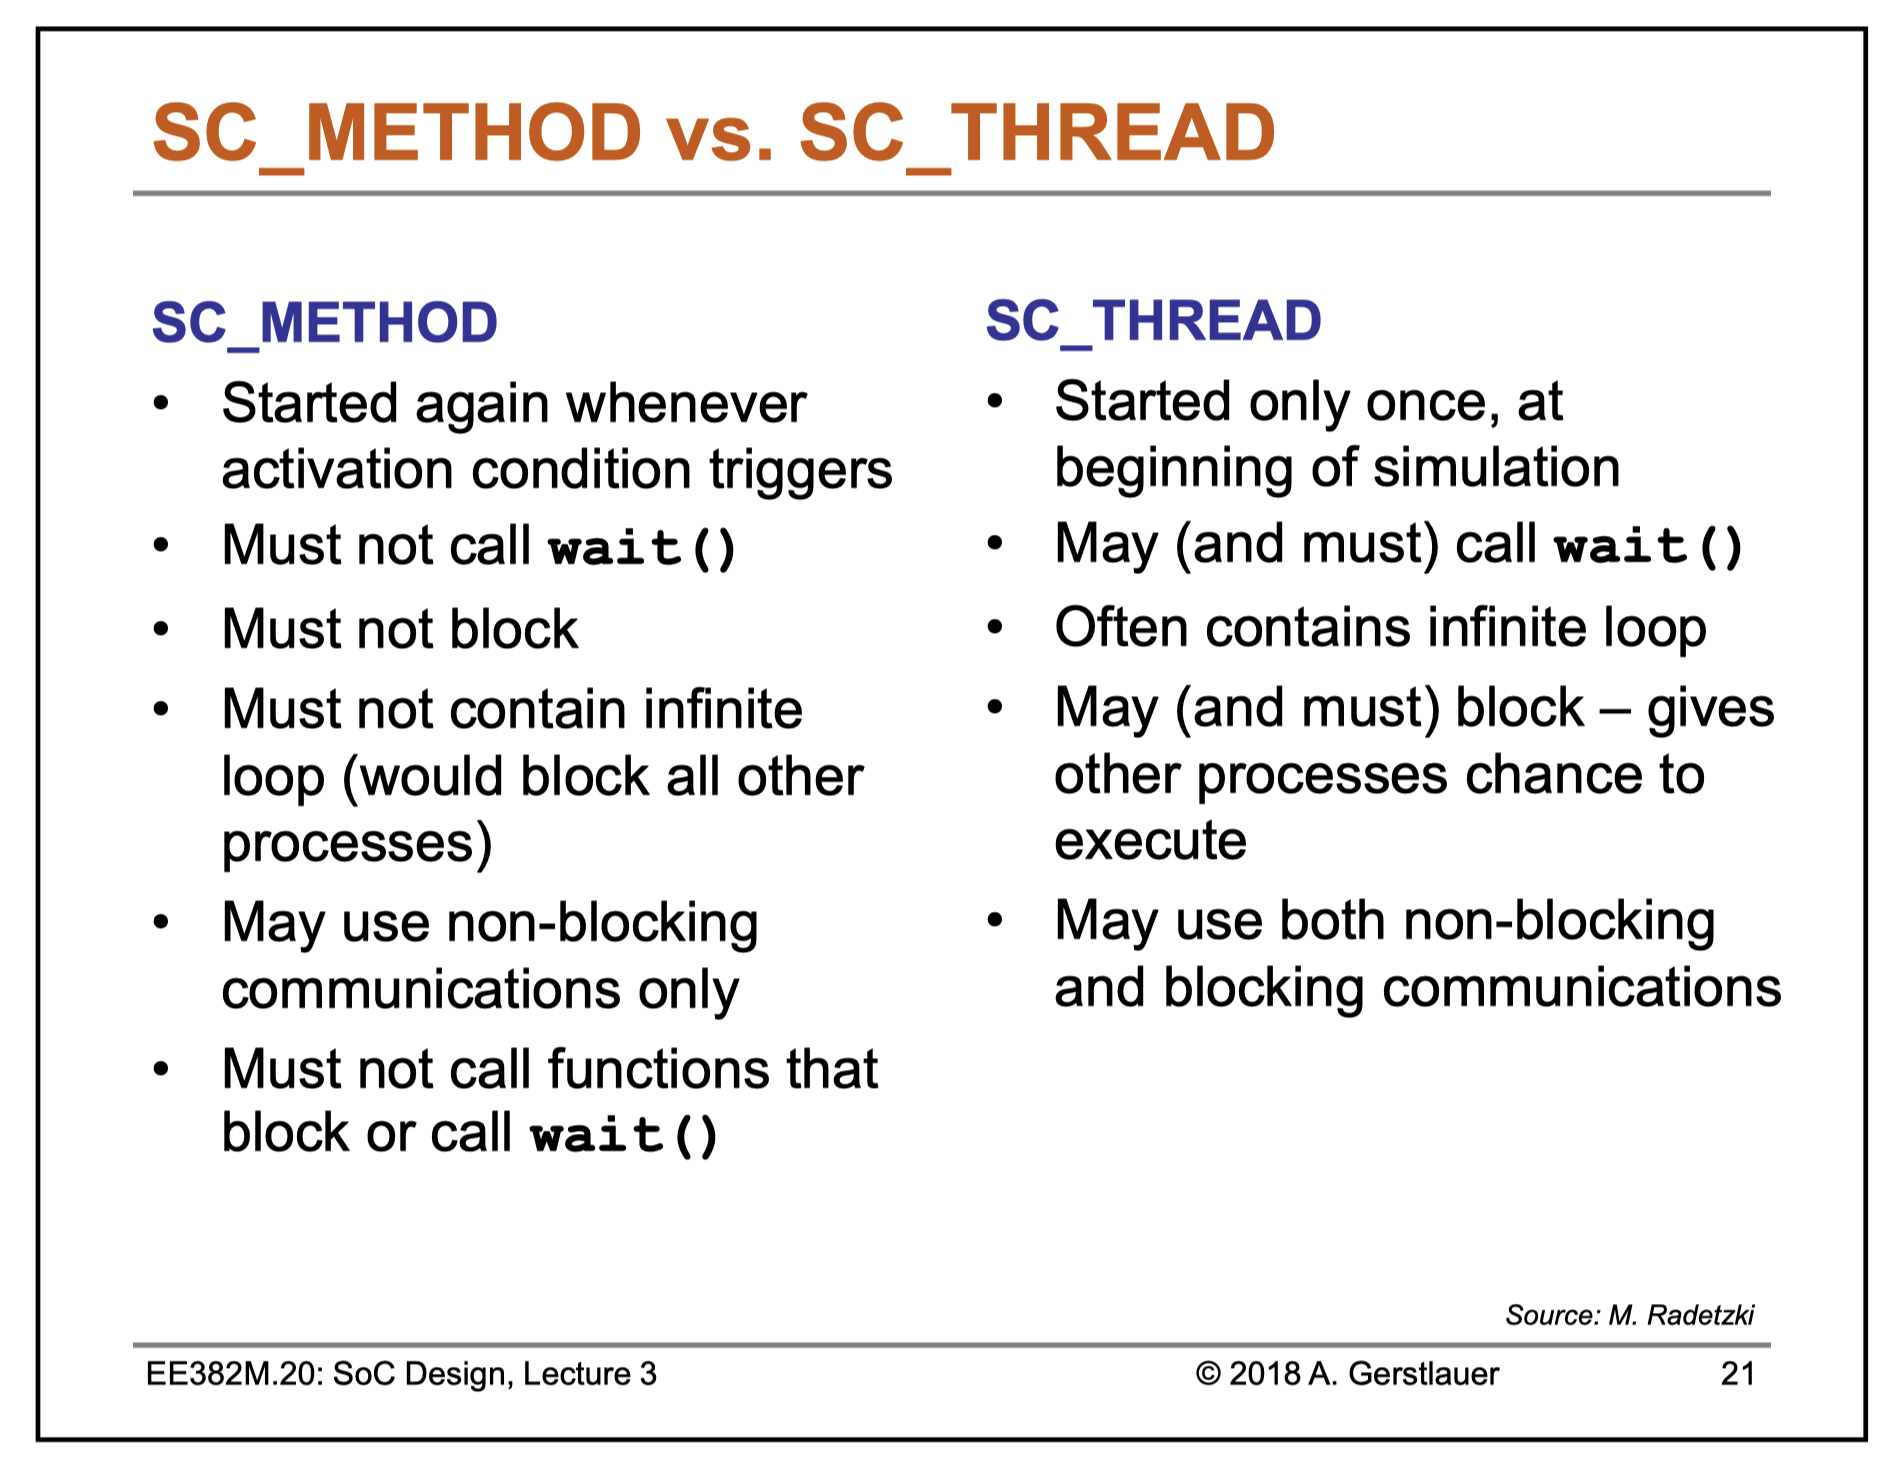 SC_METHOD vs. SC_THREAD
SC_METHOD
• Started again whenever
activation condition triggers
• Must not call wait()
• Must not block
• Must not contain infinite
loop (would block all other
processes)
• May use non-blocking
communications only
• Must not call functions that
block or call wait()
SC_THREAD
• Started only once, at
beginning of simulation
• May (and must) call wait()
• Often contains infinite loop
• May (and must) block – gives
other processes chance to
execute
• May use both non-blocking
and blocking communications
Source: M. Radetzki
EE382M.20: SoC Design, Lecture 3
© 2018 A. Gerstlauer
21